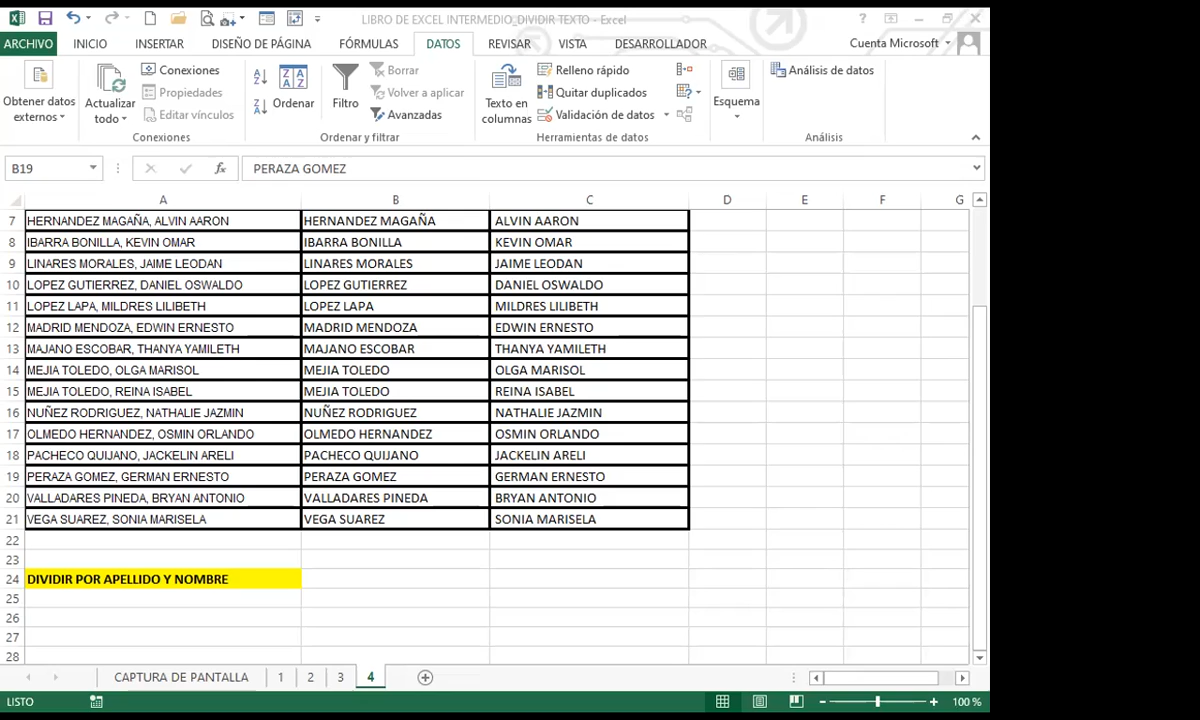 LIBRO DE EXCEL INTERMEDIO_DIVIDIR TEXTO - Excel
ARCHIVO INICIO INSERTAR DISEÑO DE PÁGINA FÓRMULAS DATOS REVISAR VISTA DESARROLLADOR Cuenta Microsoft
Obtener datos externos
Actualizar todo
Conexiones
Propiedades
Editar vínculos
Conexiones
Ordenar
Filtro
Borrar
Volver a aplicar
Avanzadas
Ordenar y filtrar
Texto en columnas
Relleno rápido
Quitar duplicados
Validación de datos
Herramientas de datos
Esquema
Análisis de datos
Análisis
B19 fx PERAZA GOMEZ
A B C D E F G
7 HERNANDEZ MAGAÑA, ALVIN AARON HERNANDEZ MAGAÑA ALVIN AARON
8 IBARRA BONILLA, KEVIN OMAR IBARRA BONILLA KEVIN OMAR
9 LINARES MORALES, JAIME LEODAN LINARES MORALES JAIME LEODAN
10 LOPEZ GUTIERREZ, DANIEL OSWALDO LOPEZ GUTIERREZ DANIEL OSWALDO
11 LOPEZ LAPA, MILDRES LILIBETH LOPEZ LAPA MILDRES LILIBETH
12 MADRID MENDOZA, EDWIN ERNESTO MADRID MENDOZA EDWIN ERNESTO
13 MAJANO ESCOBAR, THANYA YAMILETH MAJANO ESCOBAR THANYA YAMILETH
14 MEJIA TOLEDO, OLGA MARISOL MEJIA TOLEDO OLGA MARISOL
15 MEJIA TOLEDO, REINA ISABEL MEJIA TOLEDO REINA ISABEL
16 NUÑEZ RODRIGUEZ, NATHALIE JAZMIN NUÑEZ RODRIGUEZ NATHALIE JAZMIN
17 OLMEDO HERNANDEZ, OSMIN ORLANDO OLMEDO HERNANDEZ OSMIN ORLANDO
18 PACHECO QUIJANO, JACKELIN ARELI PACHECO QUIJANO JACKELIN ARELI
19 PERAZA GOMEZ, GERMAN ERNESTO PERAZA GOMEZ GERMAN ERNESTO
20 VALLADARES PINEDA, BRYAN ANTONIO VALLADARES PINEDA BRYAN ANTONIO
21 VEGA SUAREZ, SONIA MARISELA VEGA SUAREZ SONIA MARISELA
22
23
24 DIVIDIR POR APELLIDO Y NOMBRE
25
26
27
28
CAPTURA DE PANTALLA 1 2 3 4
LISTO 100 %